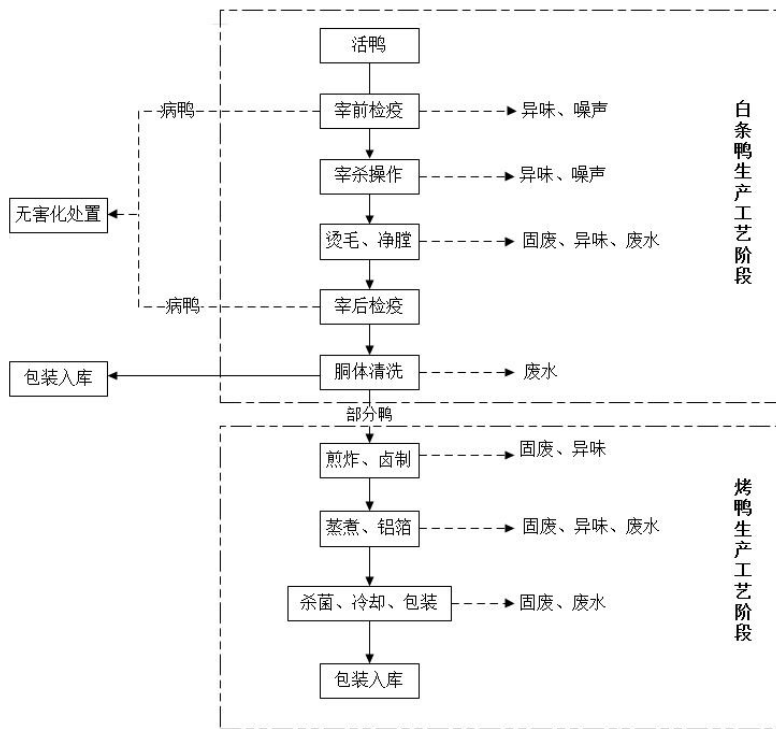 活鸭
病鸭
宰前检疫
异味、噪声
宰杀操作
异味、噪声
无害化处置
烫毛、净膛
固废、异味、废水
病鸭
宰后检疫
包装入库
胴体清洗
废水
白条鸭生产工艺阶段
部分鸭
煎炸、卤制
固废、异味
蒸煮、铝箔
固废、异味、废水
杀菌、冷却、包装
固废、废水
包装入库
烤鸭生产工艺阶段